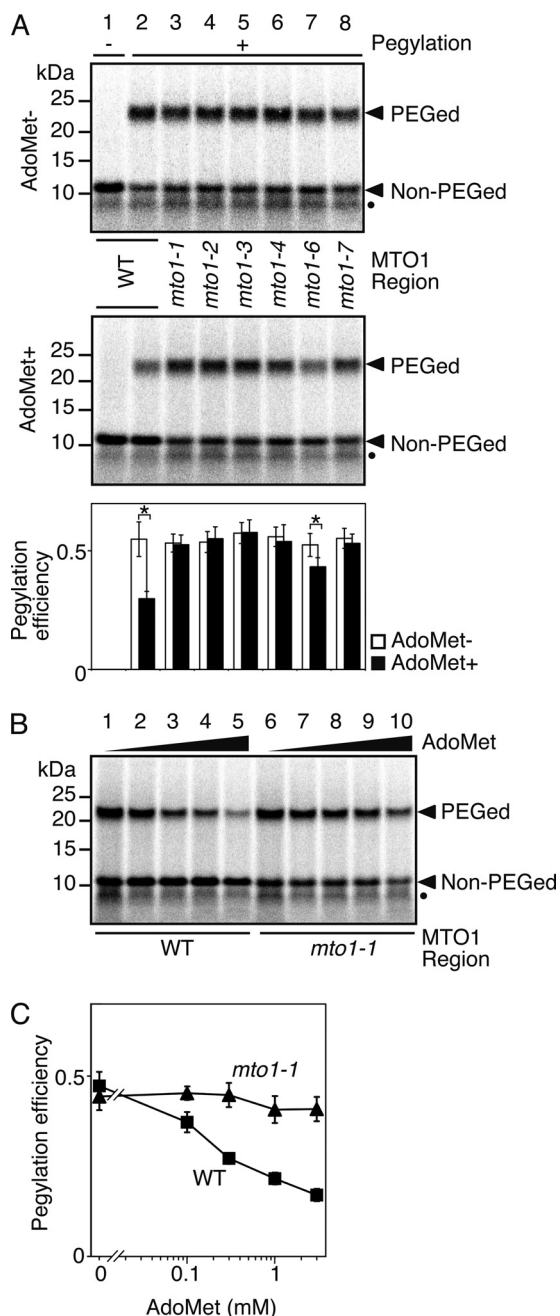 A
1 2 3 4 5 6 7 8
- + Pegylation
kDa
AdoMet-
25
20
15
10
PEGed
Non-PEGed
WT mto1-1 mto1-2 mto1-3 mto1-4 mto1-6 mto1-7 MTO1 Region
AdoMet+
25
20
15
10
PEGed
Non-PEGed
Pegylation efficiency
0.5
0
* *
AdoMet-
AdoMet+
B
1 2 3 4 5 6 7 8 9 10
AdoMet
kDa
25
20
15
10
PEGed
Non-PEGed
WT mto1-1 MTO1 Region
C
Pegylation efficiency
0.5
0
mto1-1
WT
0 0.1 1
AdoMet (mM)